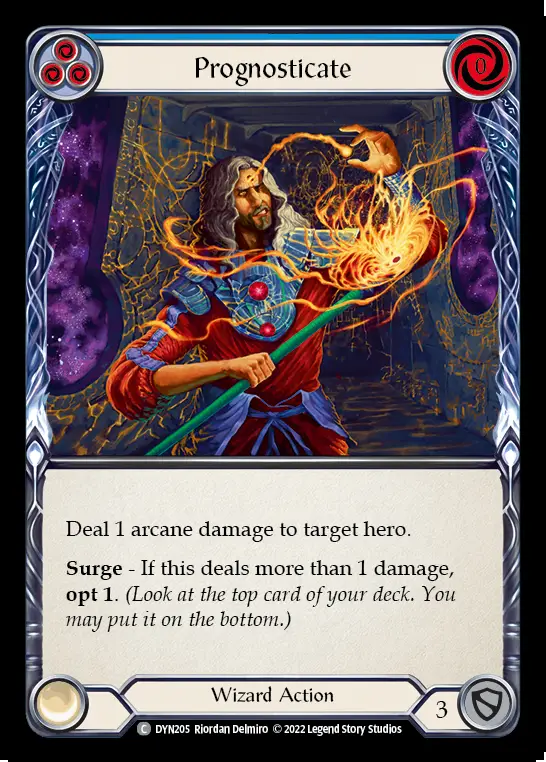 Prognosticate
0
Deal 1 arcane damage to target hero.
Surge - If this deals more than 1 damage,
opt 1. (Look at the top card of your deck. You
may put it on the bottom.)
Wizard Action
3
C DYN205 Riordan Delmiro © 2022 Legend Story Studios